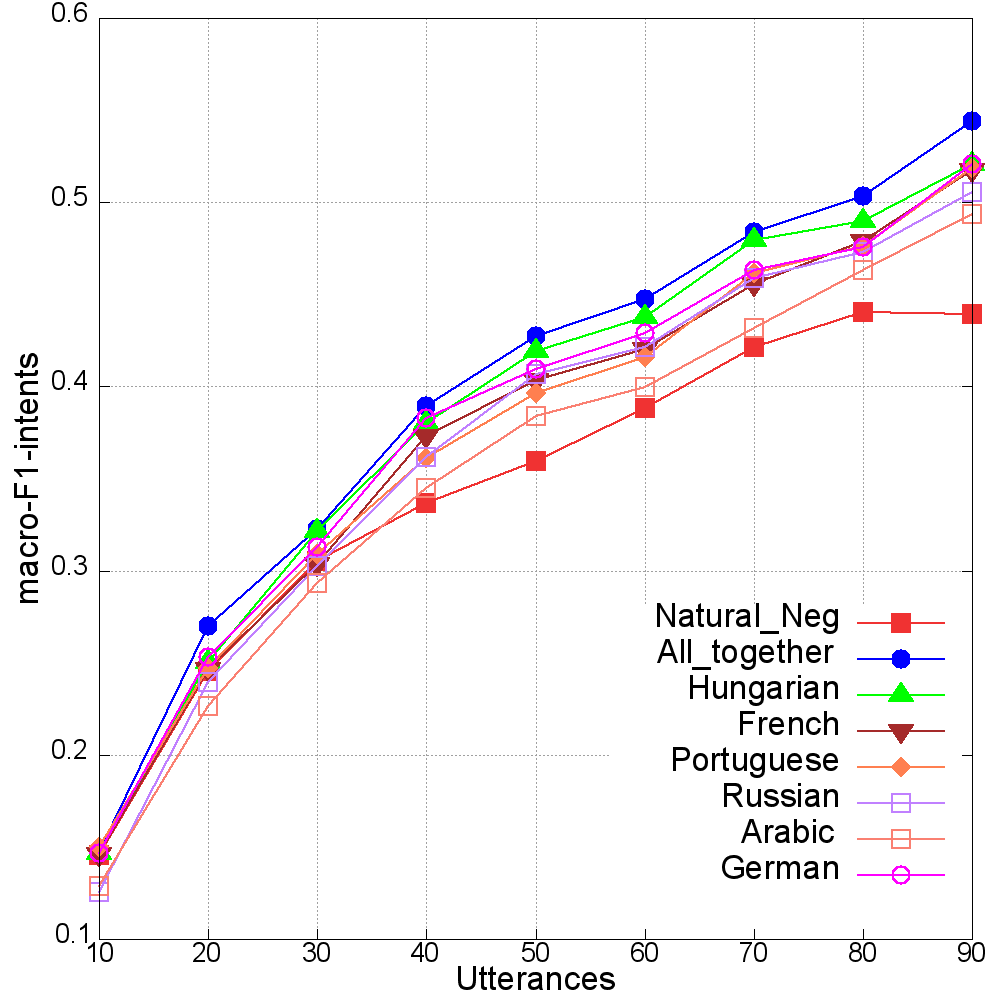 0.6
0.5
0.4
0.3
0.2
0.1
macro-F1-intents
Natural_Neg
All_together
Hungarian
French
Portuguese
Russian
Arabic
German
10 20 30 40 50 60 70 80 90
Utterances